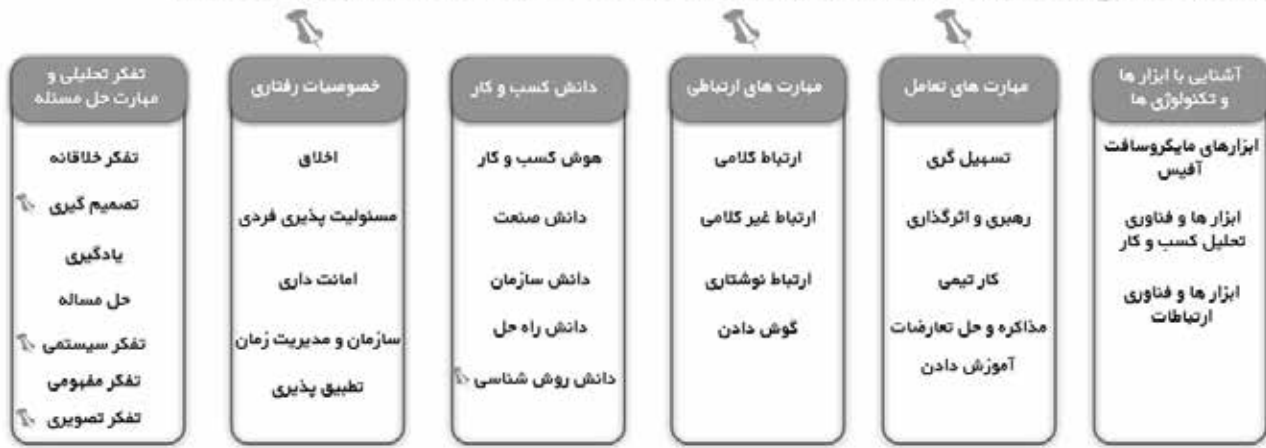 آشنایی با ابزار ها
و تکنولوژی ها
ابزارهای مایکروسافت
آفیس
ابزار ها و فناوری
تحلیل کسب و کار
ابزار ها و فناوری
ارتباطات
مهارت های تعامل
تسهیل گری
رهبری و اثرگذاری
کار تیمی
مذاکره و حل تعارضات
آموزش دادن
مهارت های ارتباطی
ارتباط کلامی
ارتباط غیر کلامی
ارتباط نوشتاری
گوش دادن
دانش کسب و کار
هوش کسب و کار
دانش صنعت
دانش سازمان
دانش راه حل
دانش روش شناسی
خصوصیات رفتاری
اخلاق
مسئولیت پذیری فردی
امانت داری
سازمان و مدیریت زمان
تطبیق پذیری
تفکر تحلیلی و
مهارت حل مسئله
تفکر خلاقانه
تصمیم گیری
یادگیری
حل مساله
تفکر سیستمی
تفکر مفهومی
تفکر تصویری